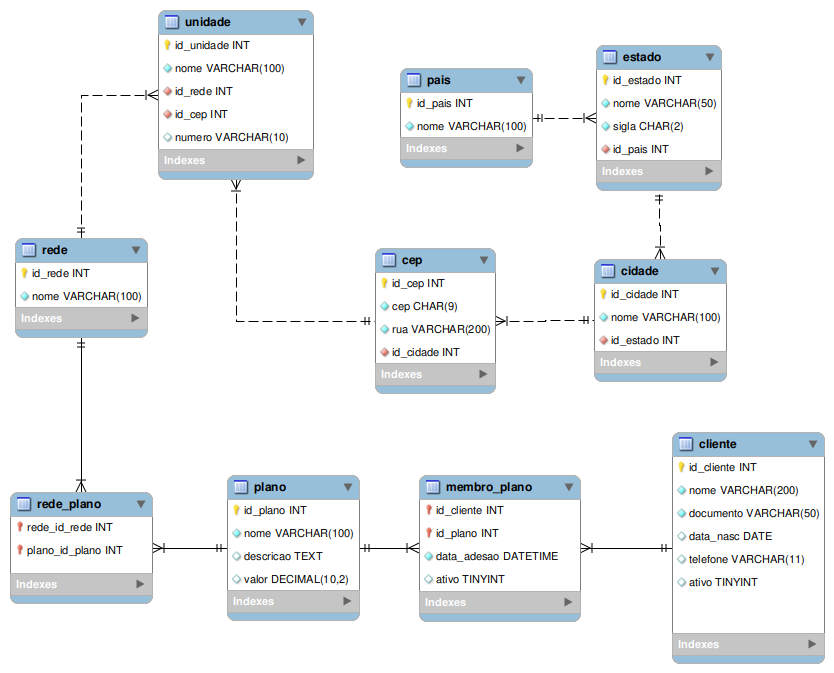 unidade
id_unidade INT
nome VARCHAR(100)
id_rede INT
id_cep INT
numero VARCHAR(10)
Indexes
pais
id_pais INT
nome VARCHAR(100)
Indexes
estado
id_estado INT
nome VARCHAR(50)
sigla CHAR(2)
id_pais INT
Indexes
rede
id_rede INT
nome VARCHAR(100)
Indexes
cep
id_cep INT
cep CHAR(9)
rua VARCHAR(200)
id_cidade INT
Indexes
cidade
id_cidade INT
nome VARCHAR(100)
id_estado INT
Indexes
rede_plano
rede_id_rede INT
plano_id_plano INT
Indexes
plano
id_plano INT
nome VARCHAR(100)
descricao TEXT
valor DECIMAL(10,2)
Indexes
membro_plano
id_cliente INT
id_plano INT
data_adesao DATETIME
ativo TINYINT
Indexes
cliente
id_cliente INT
nome VARCHAR(200)
documento VARCHAR(50)
data_nasc DATE
telefone VARCHAR(11)
ativo TINYINT
Indexes